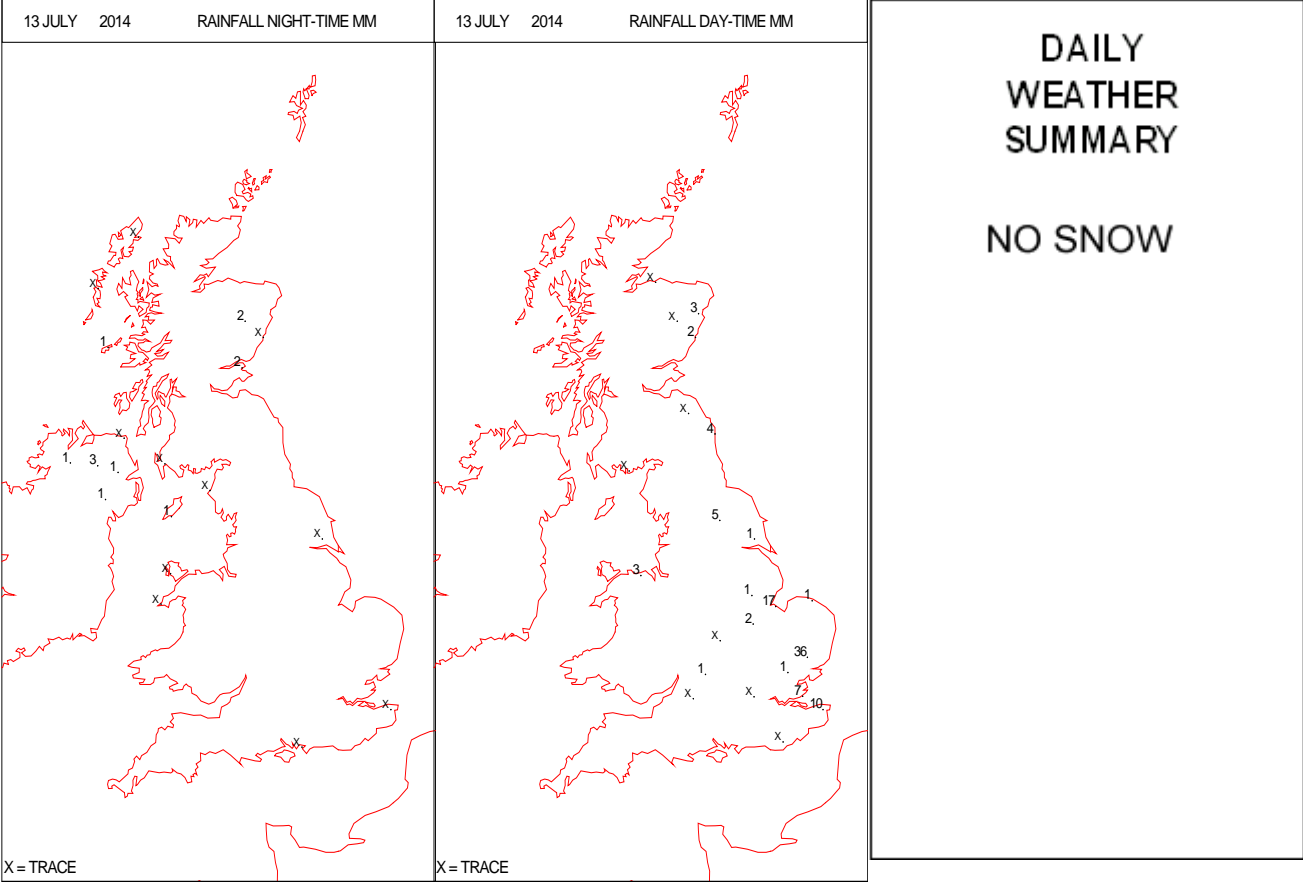 13 JULY 2014 RAINFALL NIGHT-TIME MM
X
X
2.
X.
1.
2.
X.
1. 3. X
1.
X.
1.
1.
X.
X
X.
X.
X.
X = TRACE
13 JULY 2014 RAINFALL DAY-TIME MM
X.
3.
X.
2.
X.
4.
X
5.
1.
3.
1. 1.
17.
2.
X.
36.
1. 1.
X. X. 7.
10.
X.
X = TRACE
DAILY
WEATHER
SUMMARY
NO SNOW